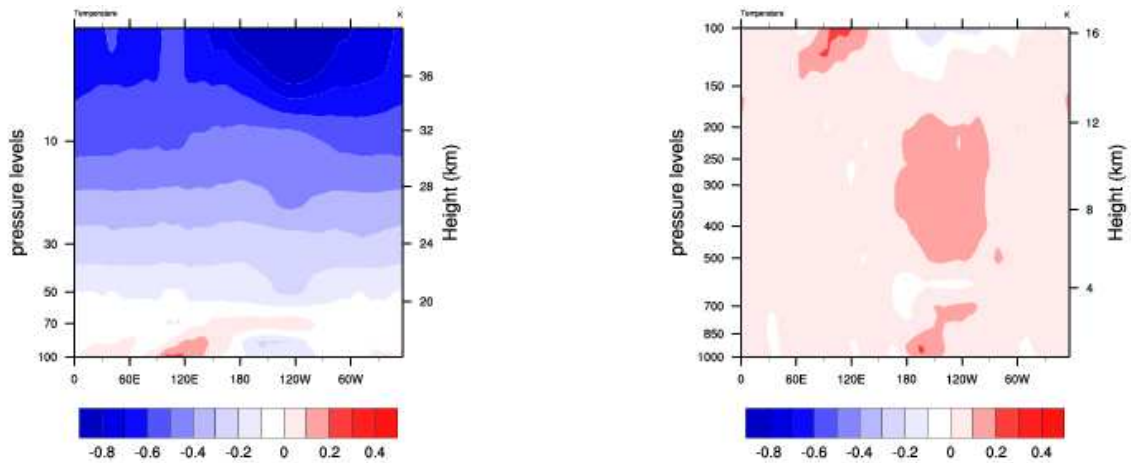 Temperature K
10
30
50
70
100
36
32
28
24
20
pressure levels
Height (km)
0 60E 120E 180 120W 60W
-0.8 -0.6 -0.4 -0.2 0 0.2 0.4
Temperature K
100
150
200
250
300
400
500
700
850
1000
16
12
8
4
pressure levels
Height (km)
0 60E 120E 180 120W 60W
-0.8 -0.6 -0.4 -0.2 0 0.2 0.4